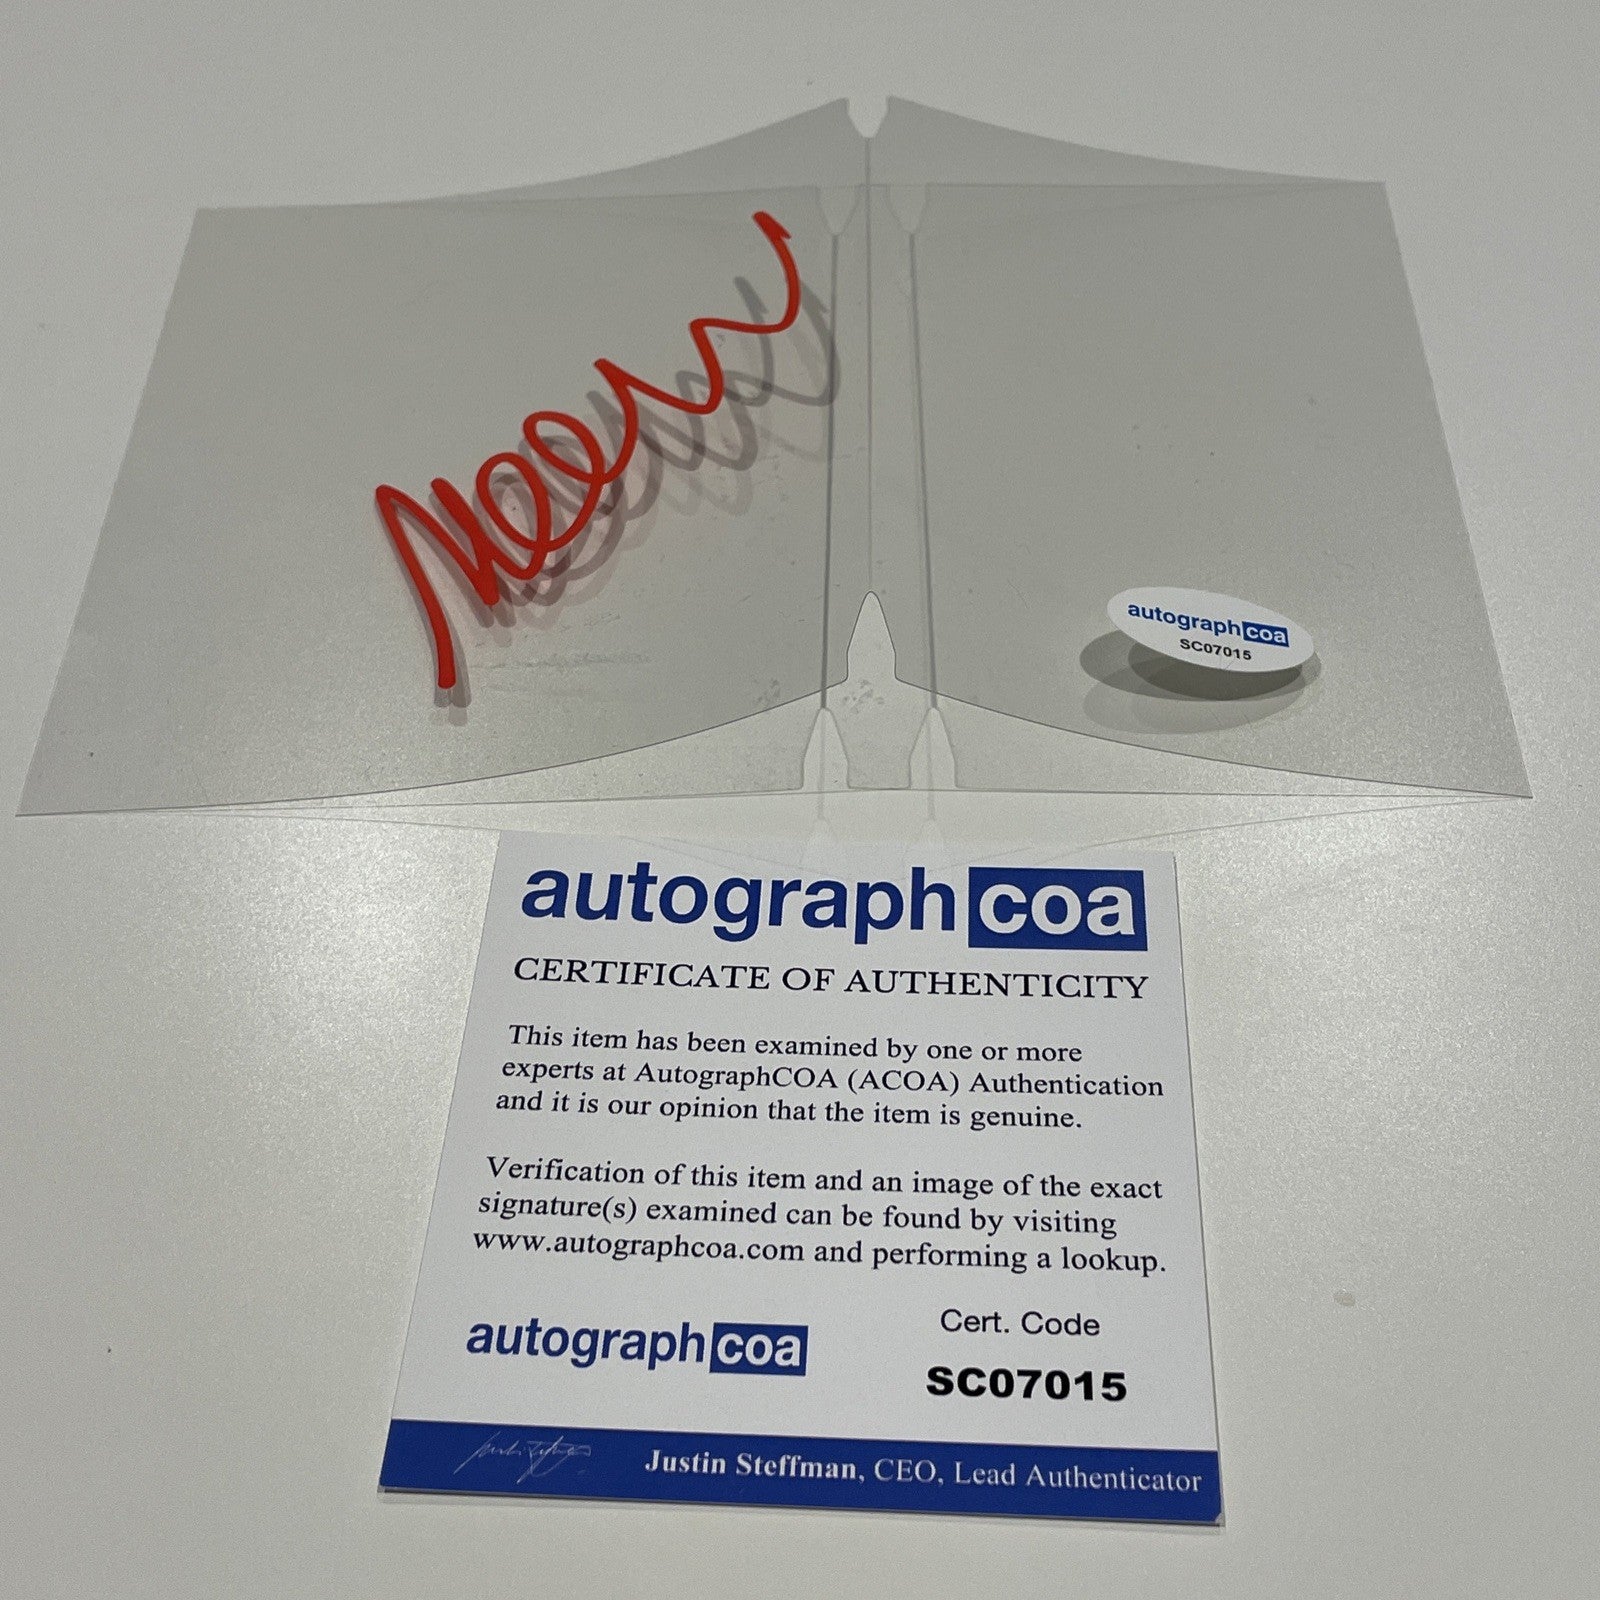 autographcoa
SC07015
autographcoa
CERTIFICATE OF AUTHENTICITY
This item has been examined by one or more
experts at AutographCOA (ACOA) Authentication
and it is our opinion that the item is genuine.
Verification of this item and an image of the exact
signature(s) examined can be found by visiting
www.autographcoa.com and performing a lookup.
autographcoa
Cert. Code
SC07015
Justin Steffman, CEO, Lead Authenticator